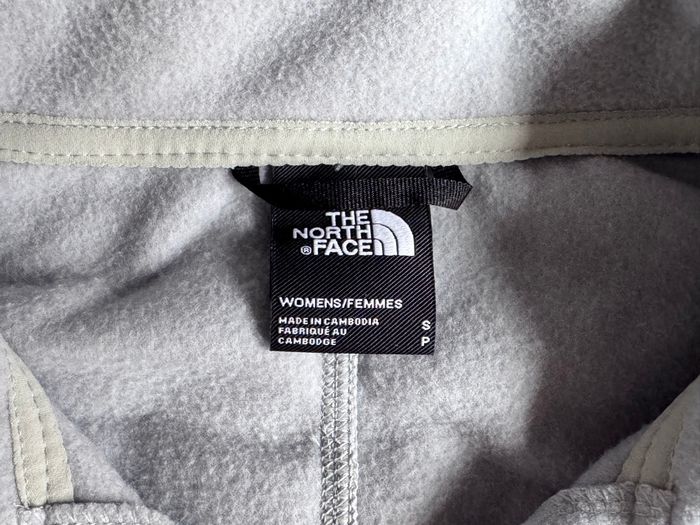 THE
NORTH
® FACE
WOMENS/FEMMES
MADE IN CAMBODIA S
FABRIQUÉ AU
CAMBODGE P